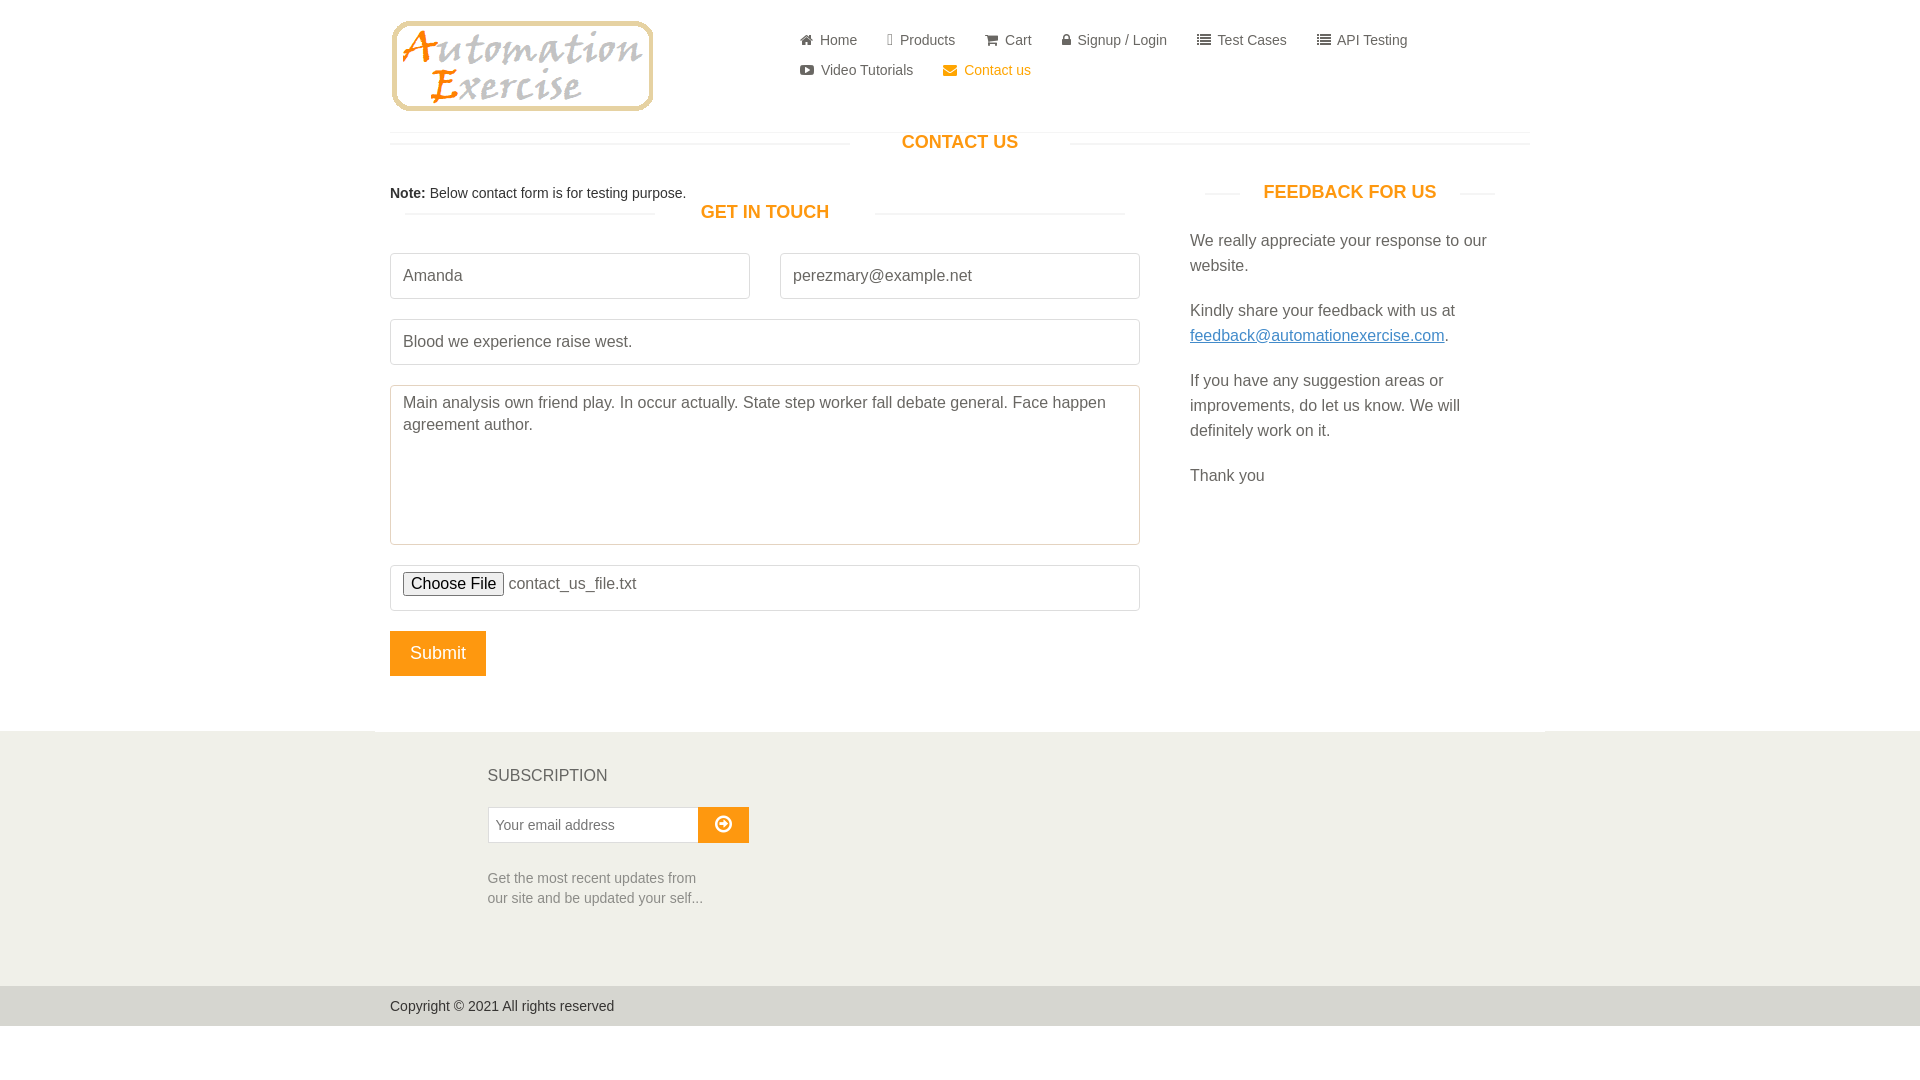 Automation
Exercise
Home
Products
Cart
Signup / Login
Test Cases
API Testing
Video Tutorials
Contact us
CONTACT US
Note: Below contact form is for testing purpose.
GET IN TOUCH
Amanda
perezmary@example.net
Blood we experience raise west.
Main analysis own friend play. In occur actually. State step worker fall debate general. Face happen
agreement author.
Choose File contact_us_file.txt
Submit
FEEDBACK FOR US
We really appreciate your response to our
website.
Kindly share your feedback with us at
feedback@automationexercise.com.
If you have any suggestion areas or
improvements, do let us know. We will
definitely work on it.
Thank you
SUBSCRIPTION
Your email address
Get the most recent updates from
our site and be updated your self...
Copyright © 2021 All rights reserved